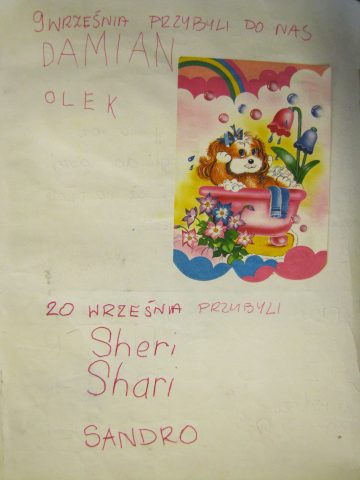 9 WRZEŚNIA PRZYBYLI DO NAS
DAMIAN
OLEK
20 WRZEŚNIA PRZYBYLI
Sheri
Shari
SANDRO